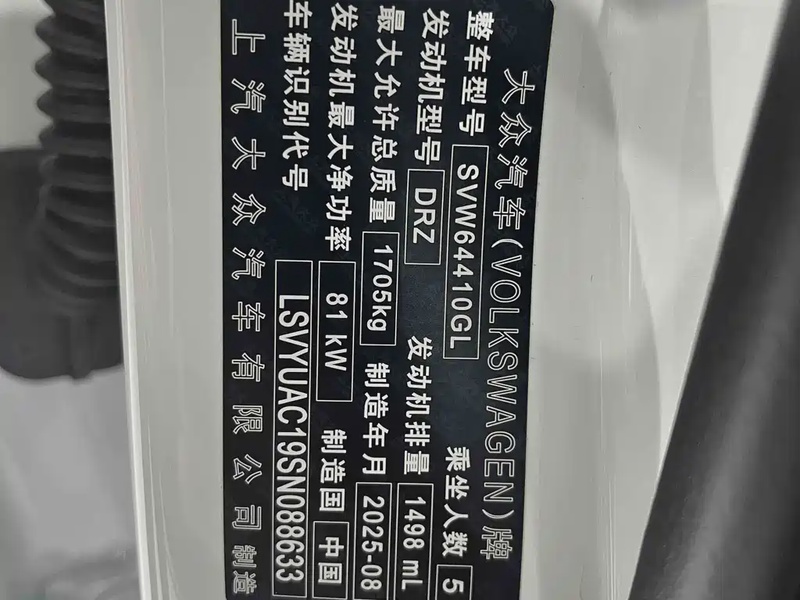 大众汽车(VOLKSWAGEN)牌
整车型号 SVW64410GL 乘坐人数 5
发动机型号 DRZ 发动机排量 1498 mL
最大允许总质量 1705kg 制造年月 2025-08
发动机最大净功率 81 kW 制造国 中国
车辆识别代号 LSVYUAC19SN088633
上汽大众汽车有限公司制造